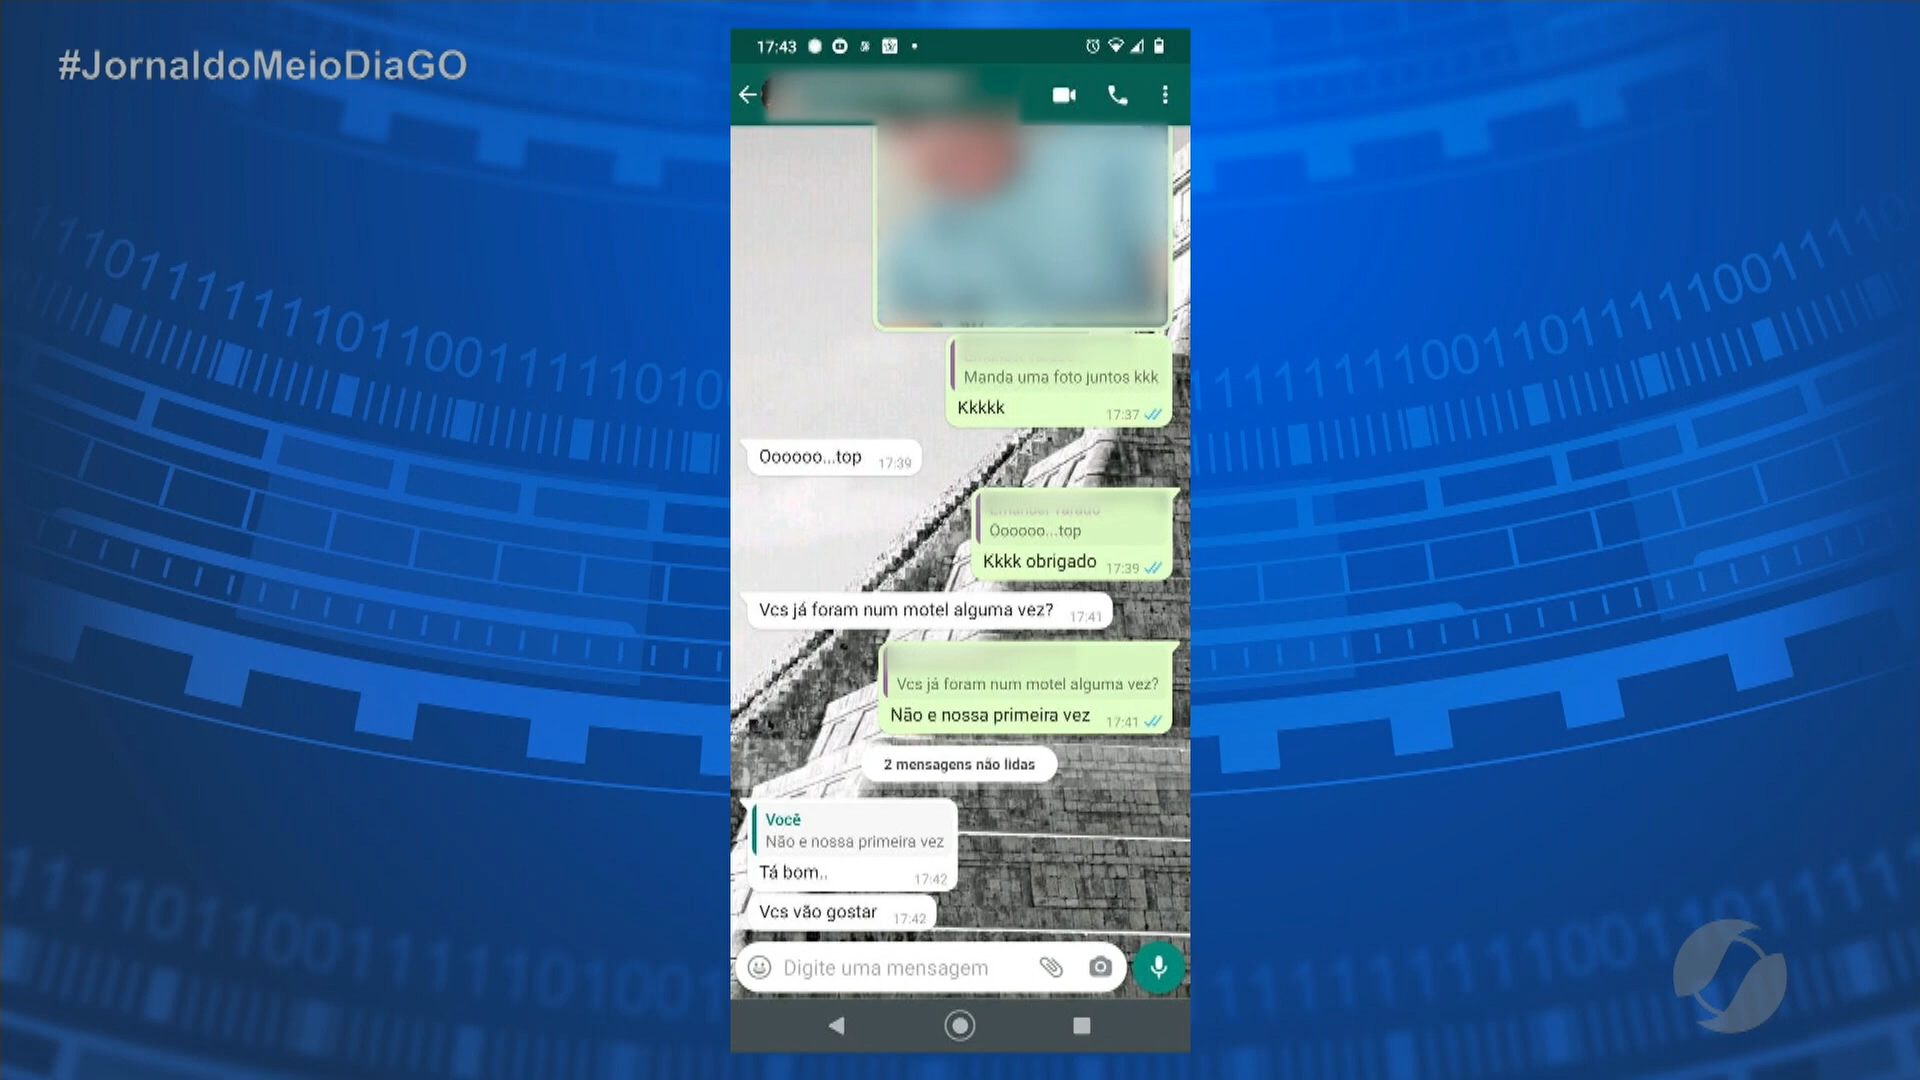 #JornaldoMeioDiaGO
17:43
Manda uma foto juntos kkk
Kkkkk
17:37
Oooooo...top
17:39
Oooooo...top
Kkkk obrigado
17:39
Vcs já foram num motel alguma vez?
17:41
Vcs já foram num motel alguma vez?
Não e nossa primeira vez
17:41
2 mensagens não lidas
Você
Não e nossa primeira vez
Tá bom..
17:42
Vcs vão gostar
17:42
Digite uma mensagem